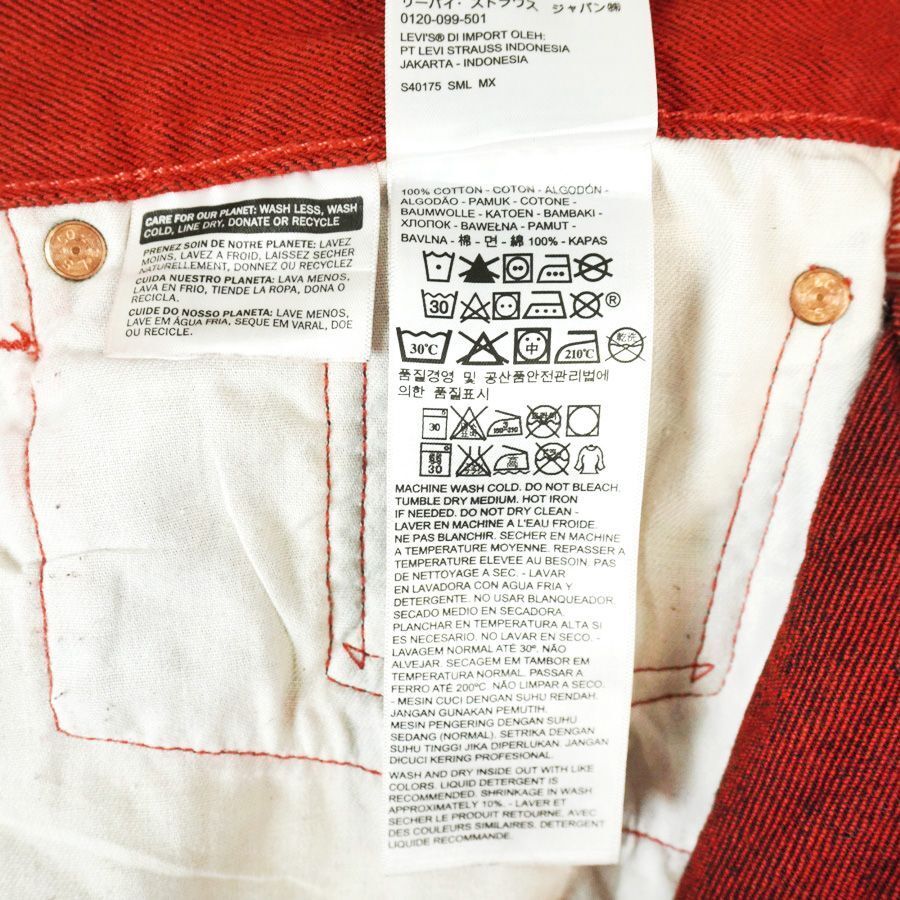 リーバイ・ストラウス ジャパン㈱
0120-099-501
LEVI'S® DI IMPORT OLEH:
PT LEVI STRAUSS INDONESIA
JAKARTA - INDONESIA
S40175 SML MX
CARE FOR OUR PLANET: WASH LESS, WASH
COLD, LINE DRY, DONATE OR RECYCLE
PRENEZ SOIN DE NOTRE PLANETE: LAVEZ
MOINS, LAVEZ A FROID, LAISSEZ SECHER
NATURELLEMENT, DONNEZ OU RECYCLEZ
CUIDA NUESTRO PLANETA: LAVA MENOS,
LAVA EN FRIO, TIENDE LA ROPA, DONA O
RECICLA.
CUIDE DO NOSSO PLANETA: LAVE MENOS,
LAVE EM ÁGUA FRIA, SEQUE EM VARAL, DOE
OU RECICLE.
100% COTTON - COTON - ALGODÓN -
ALGODÃO - PAMUK - COTONE -
BAUMWOLLE - KATOEN - BAMBAKI -
ХЛОПОК - BAWEŁNA - PAMUT -
BAVLNA - 棉 - 면 - 綿 100% - KAPAS
30 ®
30°C 中 210°C 乾洗
품질경영 및 공산품안전관리법에
의한 품질표시
30
30
MACHINE WASH COLD. DO NOT BLEACH.
TUMBLE DRY MEDIUM. HOT IRON
IF NEEDED. DO NOT DRY CLEAN -
LAVER EN MACHINE A L'EAU FROIDE.
NE PAS BLANCHIR. SECHER EN MACHINE
A TEMPERATURE MOYENNE. REPASSER A
TEMPERATURE ELEVEE AU BESOIN. PAS
DE NETTOYAGE A SEC. - LAVAR
EN LAVADORA CON AGUA FRIA Y
DETERGENTE. NO USAR BLANQUEADOR.
SECADO MEDIO EN SECADORA.
PLANCHAR EN TEMPERATURA ALTA SI
ES NECESARIO. NO LAVAR EN SECO. -
LAVAGEM NORMAL ATÉ 30º. NÃO
ALVEJAR. SECAGEM EM TAMBOR EM
TEMPERATURA NORMAL. PASSAR A
FERRO ATÉ 200ºC. NÃO LIMPAR A SECO.
- MESIN CUCI DENGAN SUHU RENDAH.
JANGAN GUNAKAN PEMUTIH.
MESIN PENGERING DENGAN SUHU
SEDANG (NORMAL). SETRIKA DENGAN
SUHU TINGGI JIKA DIPERLUKAN. JANGAN
DICUCI KERING PROFESIONAL.
WASH AND DRY INSIDE OUT WITH LIKE
COLORS. LIQUID DETERGENT IS
RECOMMENDED. SHRINKAGE IN WASH
APPROXIMATELY 10%. - LAVER ET
SECHER LE PRODUIT RETOURNE, AVEC
DES COULEURS SIMILAIRES. DETERGENT
LIQUIDE RECOMMANDE.